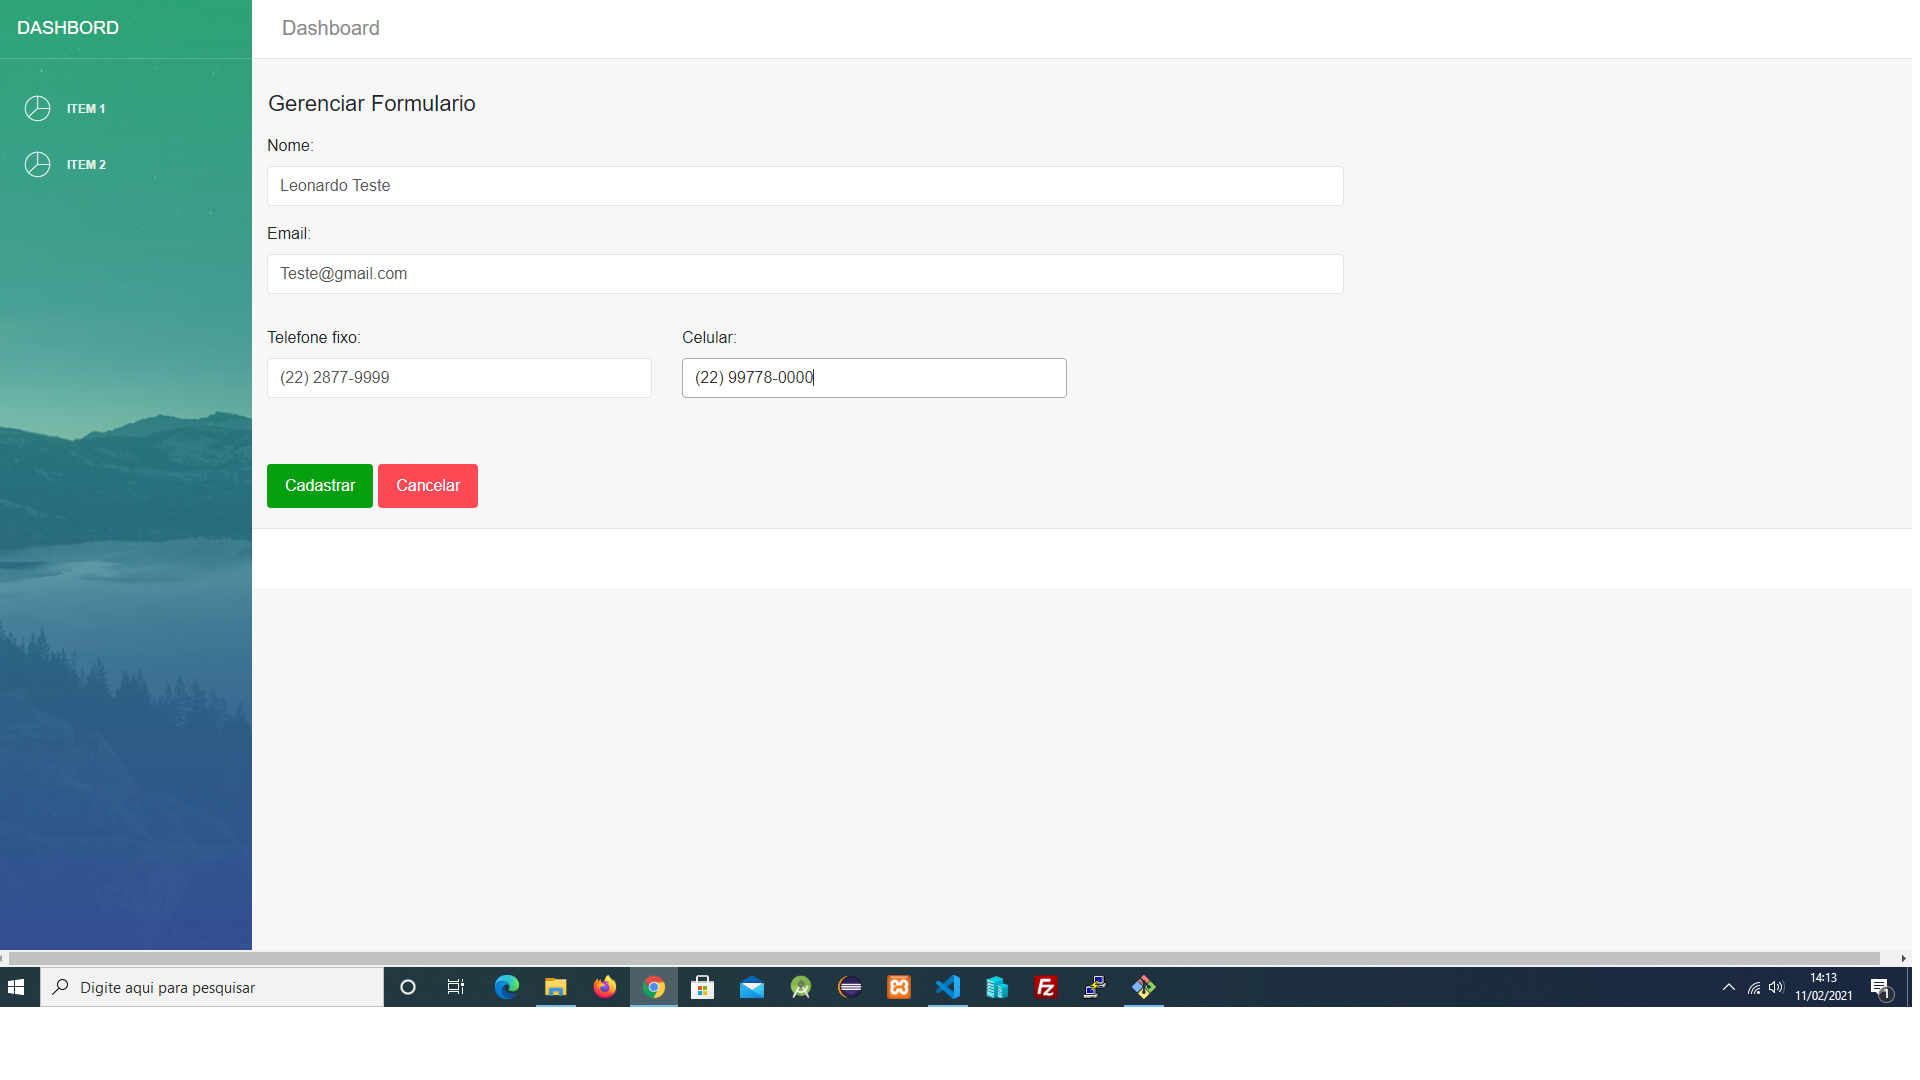 DASHBORD
Dashboard
ITEM 1
ITEM 2
Gerenciar Formulario
Nome:
Leonardo Teste
Email:
Teste@gmail.com
Telefone fixo:
Celular:
(22) 2877-9999
(22) 99778-0000
Cadastrar
Cancelar
Digite aqui para pesquisar
14:13
11/02/2021
1